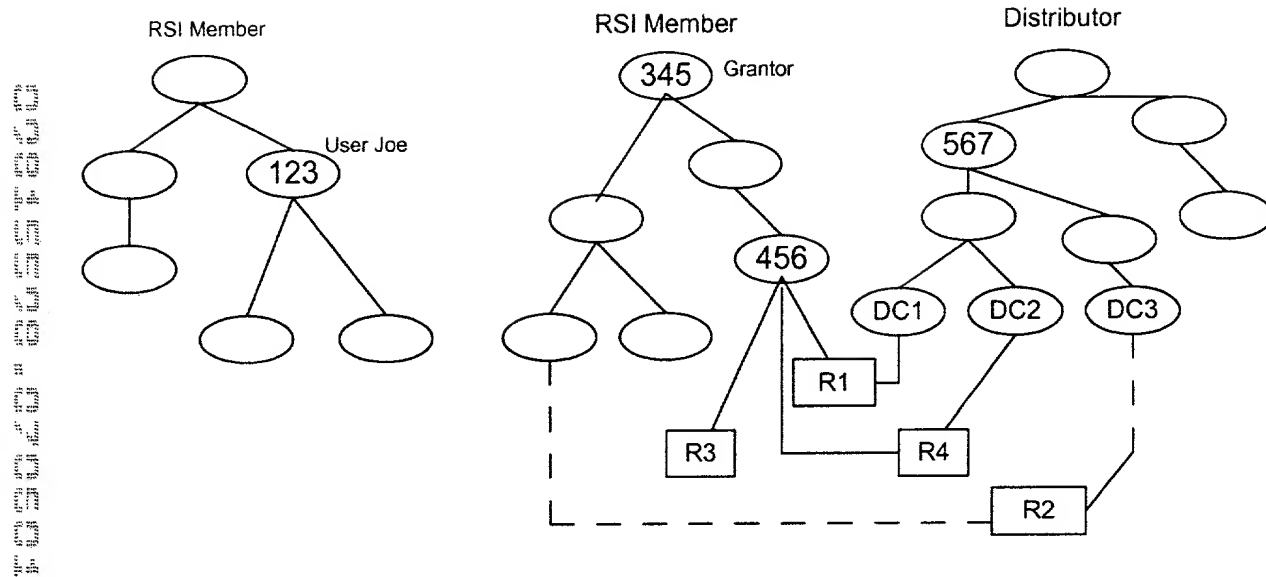 RSI Member
RSI Member
Distributor
345
Grantor
User Joe
123
567
456
DC1
DC2
DC3
R1
R3
R4
R2